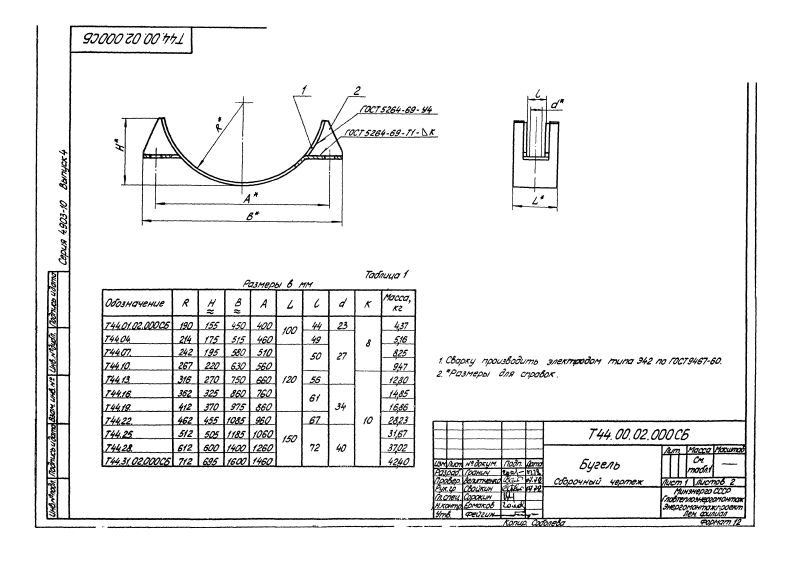 Т44.00.02.000СБ
Серия 4.903-10 Выпуск 4
1
2
ГОСТ 5264-69-У4
ГОСТ 5264-69-Т1-◺К
R*
H*
A*
B*
l
d*
L*
Таблица 1
Размеры в мм
Обозначение R H≈ B≈ A L l d К Масса, кг
Т44.01.02.000СБ 190 155 450 400 100 44 23 8 4,37
Т44.04. 214 175 515 460 49 5,16
Т44.07. 242 195 580 510 120 50 27 8,25
Т44.10. 267 220 630 560 9,47
Т44.13. 316 270 750 660 56 10 12,80
Т44.16. 362 325 860 760 61 34 14,85
Т44.19. 412 370 975 860 16,86
Т44.22. 462 455 1085 960 150 67 28,23
Т44.25. 512 505 1185 1060 72 40 31,67
Т44.28. 612 600 1400 1260 37,02
Т44.31.02.000СБ 712 695 1600 1460 42,40
1. Сварку производить электродом типа Э42 по ГОСТ 9467-60.
2. *Размеры для справок.
Т44.00.02.000СБ
Бугель
Сборочный чертеж
Лит. Масса Масштаб
См. табл.1 —
Лист 1 Листов 2
Минэнерго СССР
Главтеплоэнергомонтаж
Энергомонтажпроект
Лен. филиал
Изм. Лист № докум. Подп. Дата
Разраб. Гранин
Провер.
Рук. гр. Свойкин
Гл. спец. Сорокин
Н.контр. Ермаков
Утв. Фейгин
Копир. Соболева
Формат 12
Инв.№ подл. Подпись и дата Взам. инв.№ Инв.№ дубл. Подпись и дата